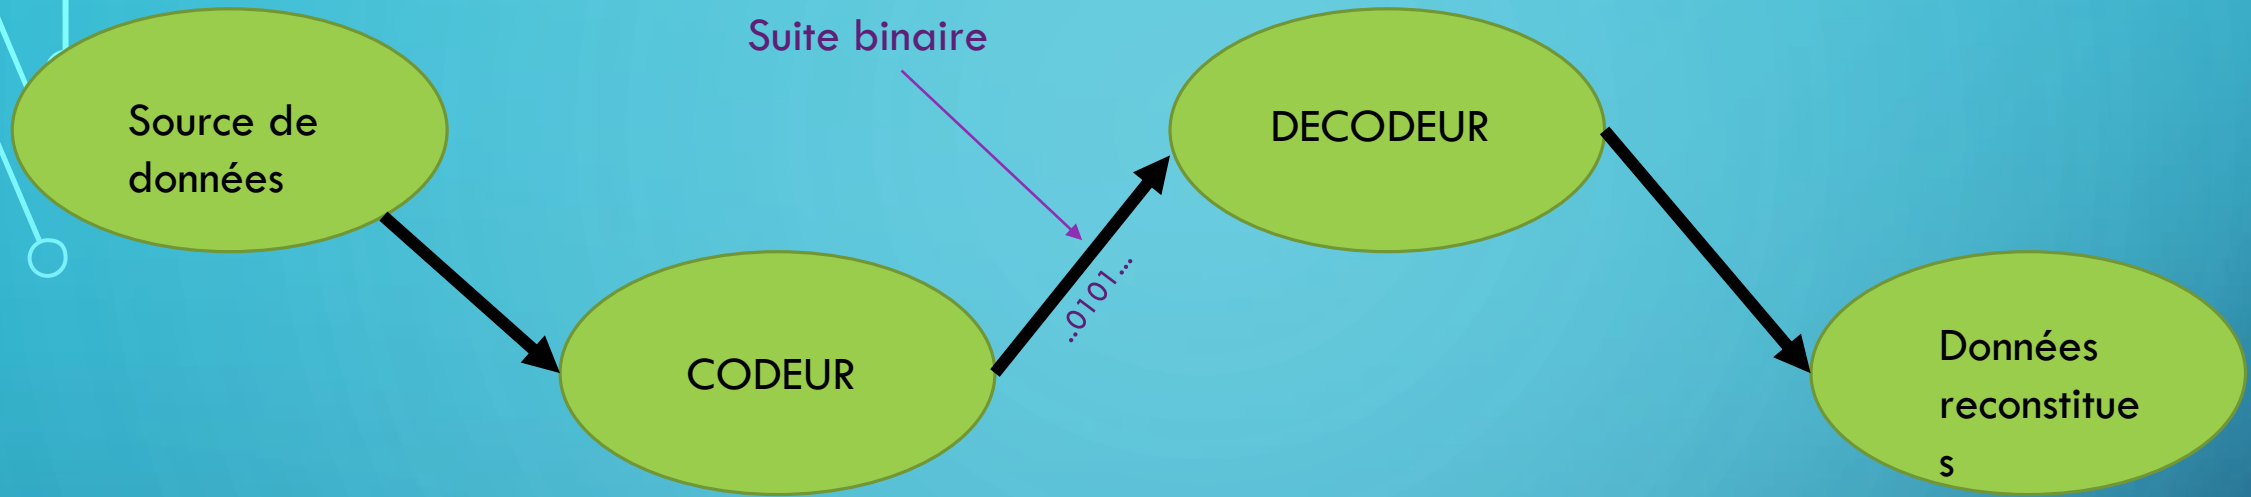 Suite binaire
Source de
données
DECODEUR
..0101...
CODEUR
Données
reconstitue
s